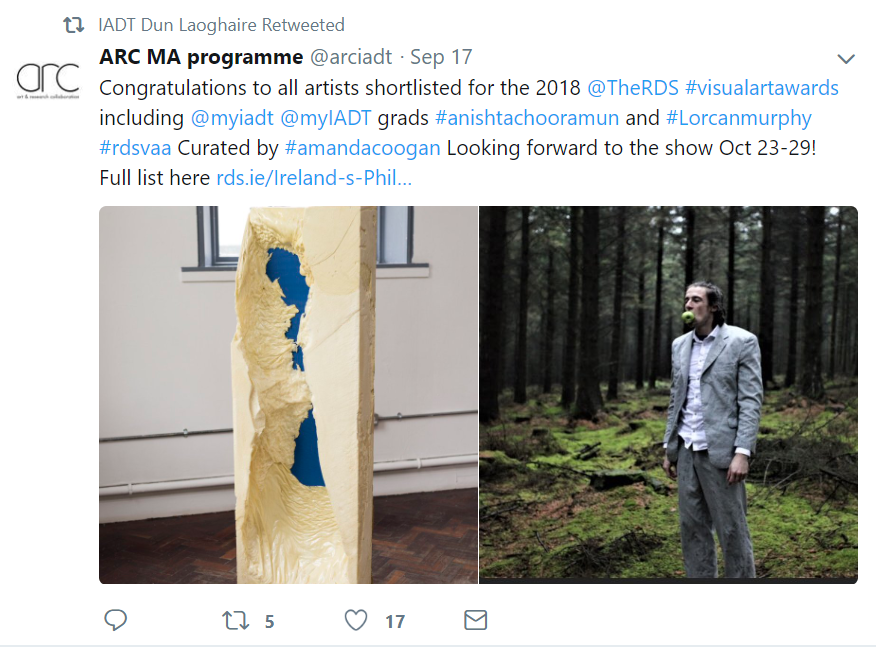 IADT Dun Laoghaire Retweeted
ARC MA programme @arciadt · Sep 17
arc
art & research collaboration
Congratulations to all artists shortlisted for the 2018 @TheRDS #visualartawards
including @myiadt @myIADT grads #anishtachooramun and #Lorcanmurphy
#rdsvaa Curated by #amandacoogan Looking forward to the show Oct 23-29!
Full list here rds.ie/Ireland-s-Phil...
5 17